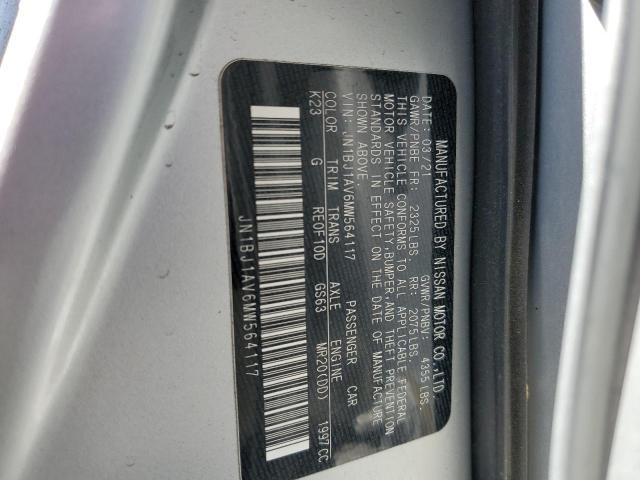 MANUFACTURED BY NISSAN MOTOR CO.,LTD.
DATE: 03/21 GVWR/PNBV: 4355 LBS.
GAWR/PNBE FR: 2325LBS. RR: 2075LBS.
THIS VEHICLE CONFORMS TO ALL APPLICABLE FEDERAL
MOTOR VEHICLE SAFETY,BUMPER,AND THEFT PREVENTION
STANDARDS IN EFFECT ON THE DATE OF MANUFACTURE
SHOWN ABOVE.
VIN: JN1BJ1AV6MW564117 PASSENGER CAR
COLOR TRIM TRANS AXLE ENGINE
K23 G RE0F10D GS63 MR20(DD) 1997CC
JN1BJ1AV6MW564117